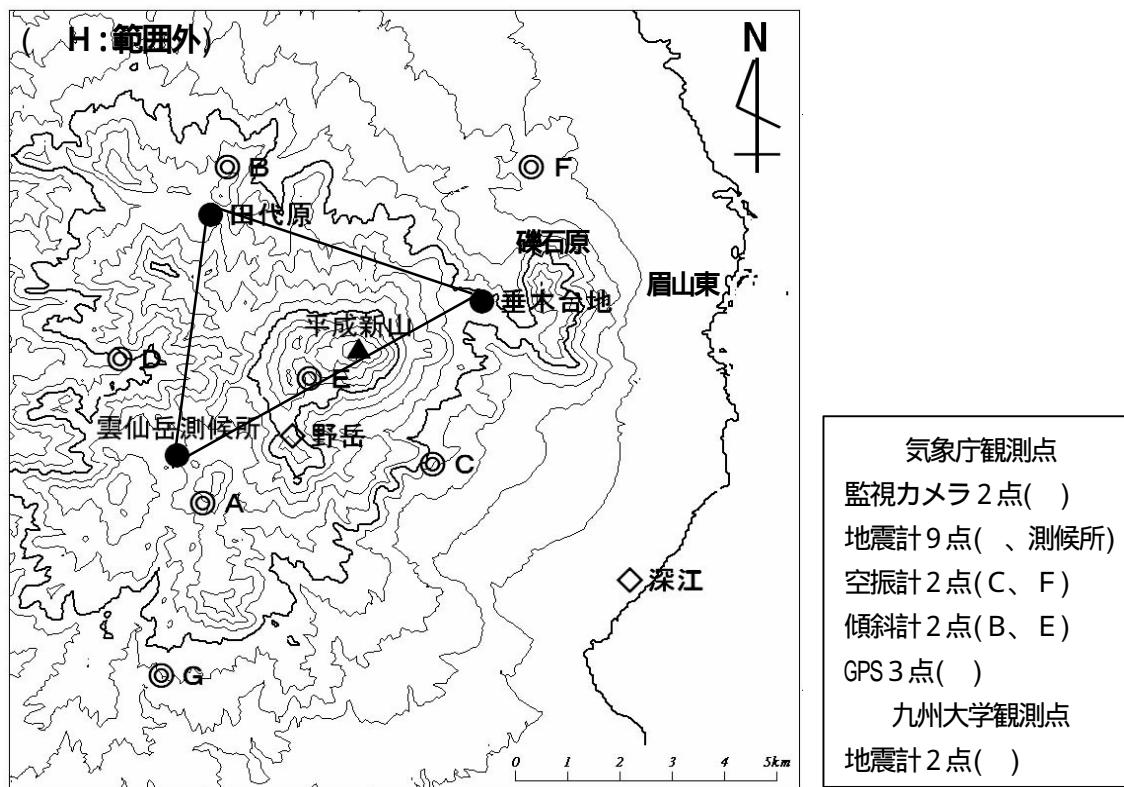 ( H:範囲外)
N
B
F
田代原
礫石原
眉山東
垂木台地
平成新山
D
E
雲仙岳測候所
野岳
C
A
深江
G
0 1 2 3 4 5km
気象庁観測点
監視カメラ2点( )
地震計9点( 、測候所)
空振計2点(C、F)
傾斜計2点(B、E)
GPS3点( )
九州大学観測点
地震計2点( )